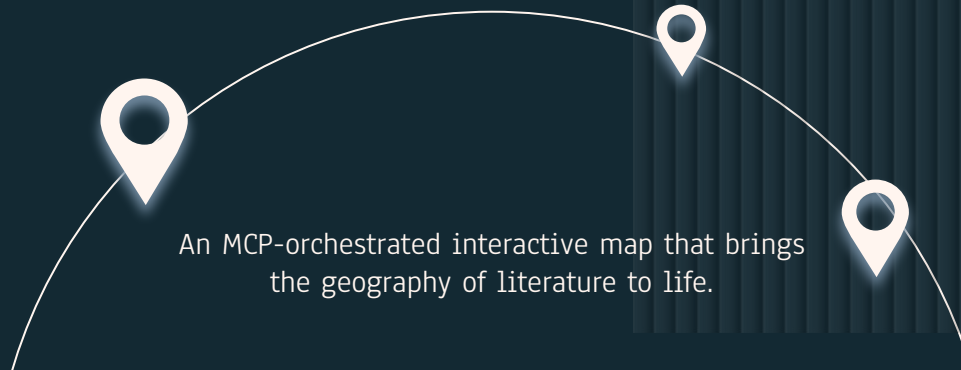 An MCP-orchestrated interactive map that brings
the geography of literature to life.